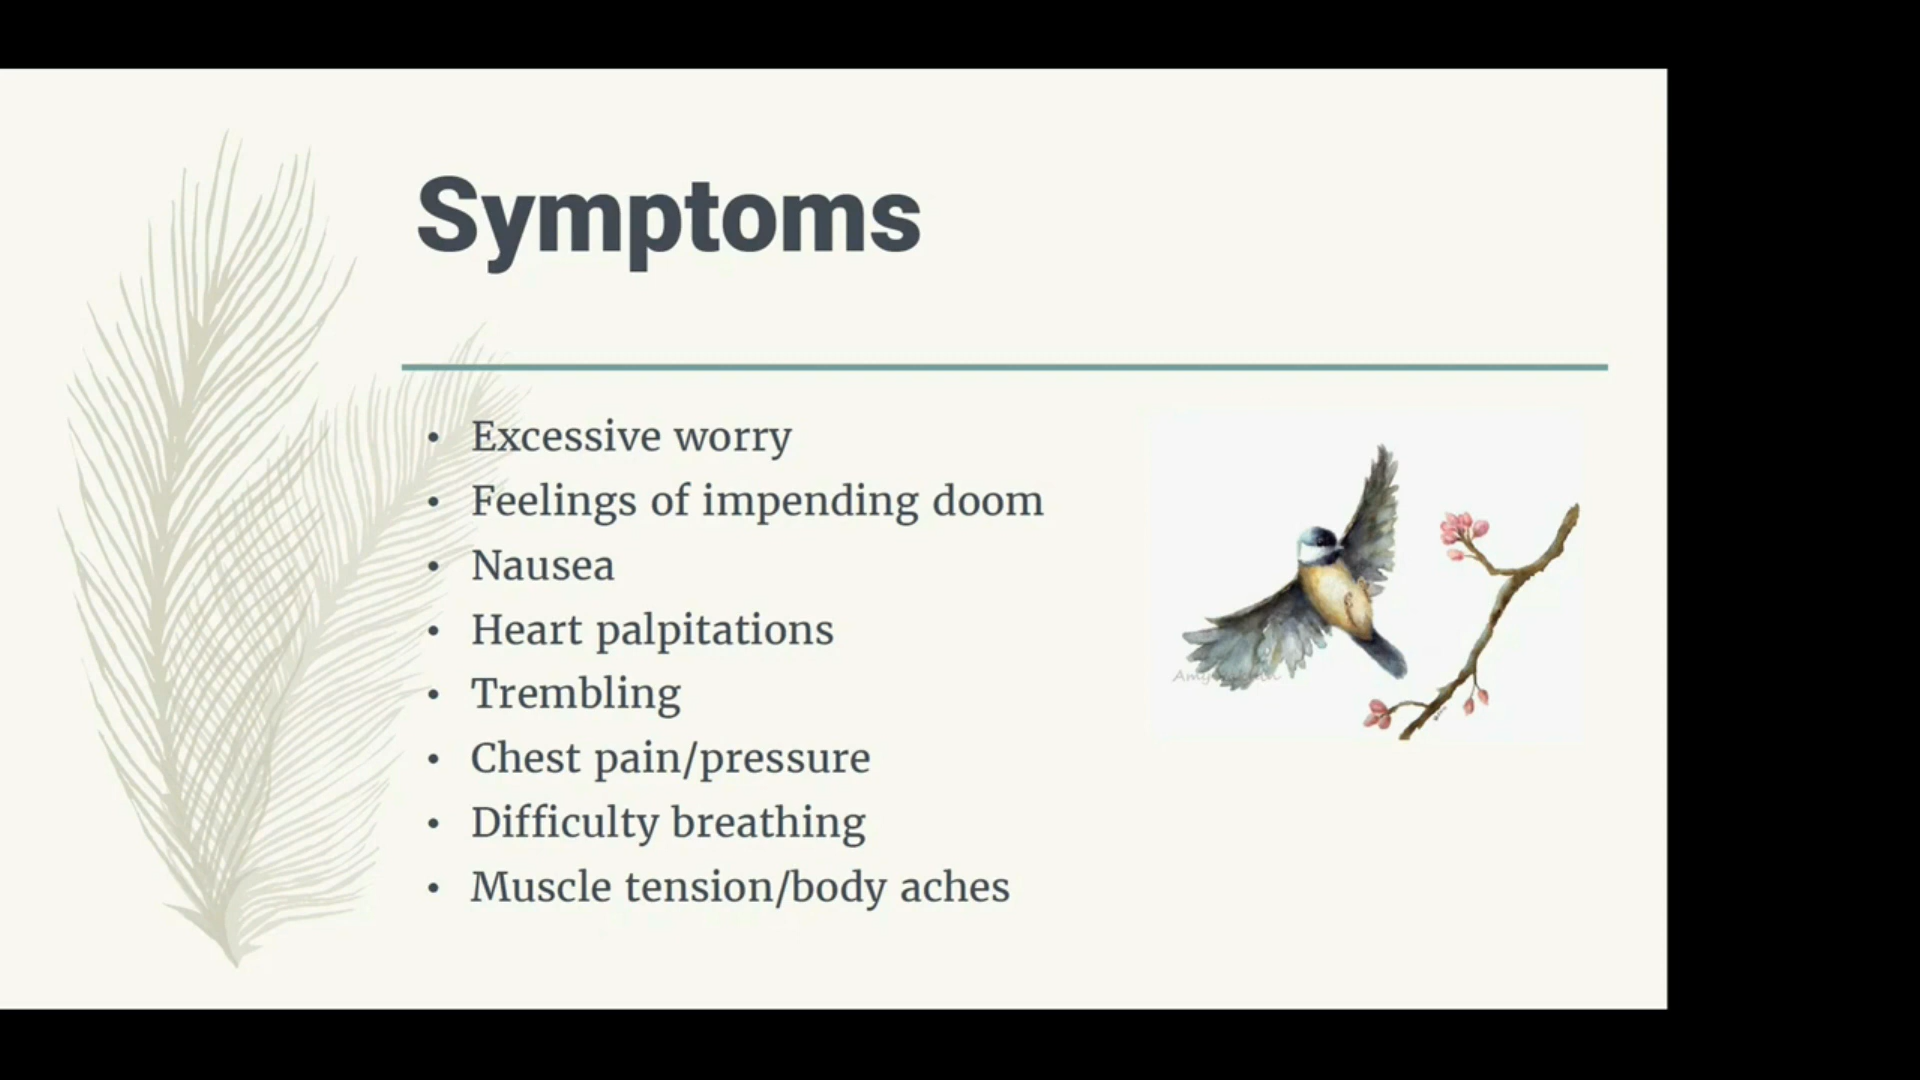 Symptoms
• Excessive worry
• Feelings of impending doom
• Nausea
• Heart palpitations
• Trembling
• Chest pain/pressure
• Difficulty breathing
• Muscle tension/body aches